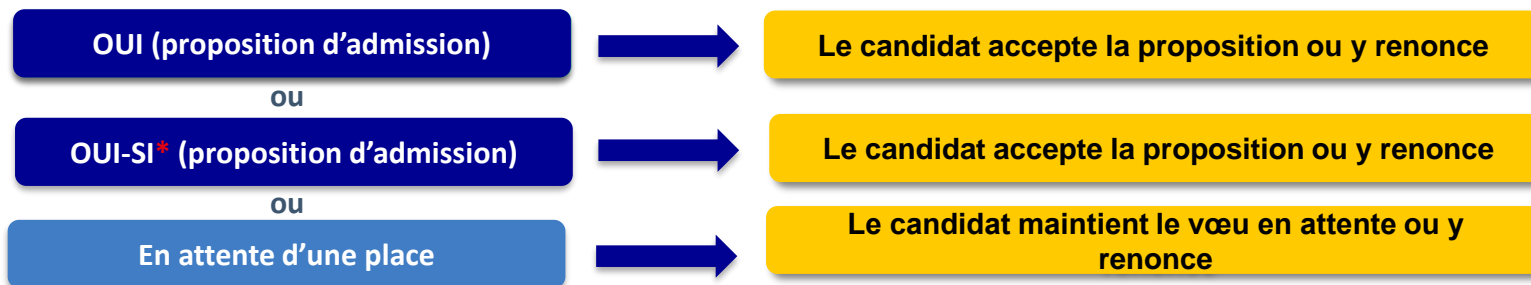 OUI (proposition d’admission)
Le candidat accepte la proposition ou y renonce
ou
OUI-SI* (proposition d’admission)
Le candidat accepte la proposition ou y renonce
ou
En attente d’une place
Le candidat maintient le vœu en attente ou y
renonce